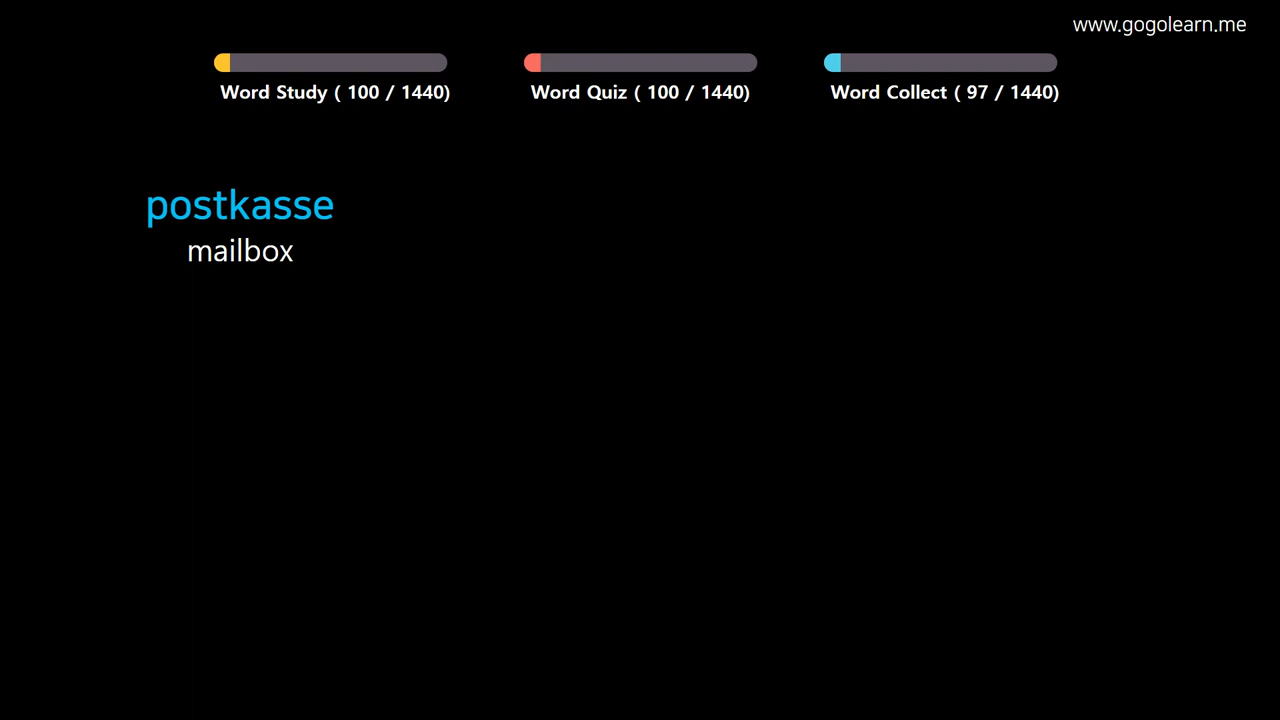 www.gogolearn.me
Word Study ( 100 / 1440)
Word Quiz ( 100 / 1440)
Word Collect ( 97 / 1440)
postkasse
mailbox